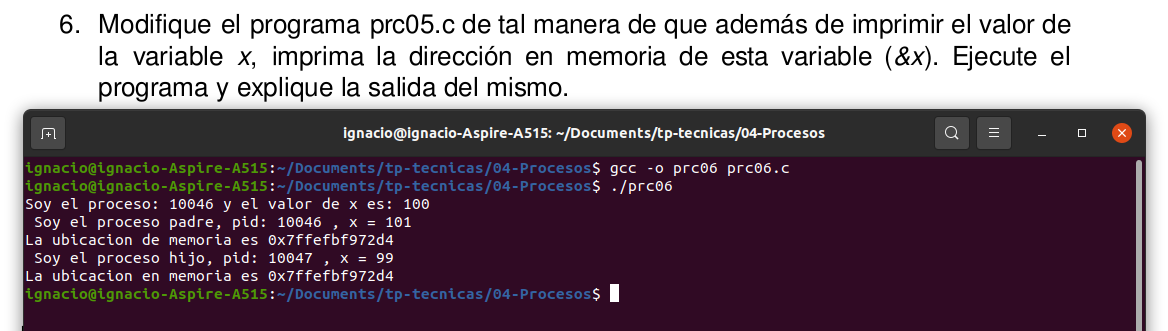 6. Modifique el programa prc05.c de tal manera de que además de imprimir el valor de
la variable x, imprima la dirección en memoria de esta variable (&x). Ejecute el
programa y explique la salida del mismo.
ignacio@ignacio-Aspire-A515: ~/Documents/tp-tecnicas/04-Procesos
ignacio@ignacio-Aspire-A515:~/Documents/tp-tecnicas/04-Procesos$ gcc -o prc06 prc06.c
ignacio@ignacio-Aspire-A515:~/Documents/tp-tecnicas/04-Procesos$ ./prc06
Soy el proceso: 10046 y el valor de x es: 100
 Soy el proceso padre, pid: 10046 , x = 101
La ubicacion de memoria es 0x7ffefbf972d4
 Soy el proceso hijo, pid: 10047 , x = 99
La ubicacion en memoria es 0x7ffefbf972d4
ignacio@ignacio-Aspire-A515:~/Documents/tp-tecnicas/04-Procesos$